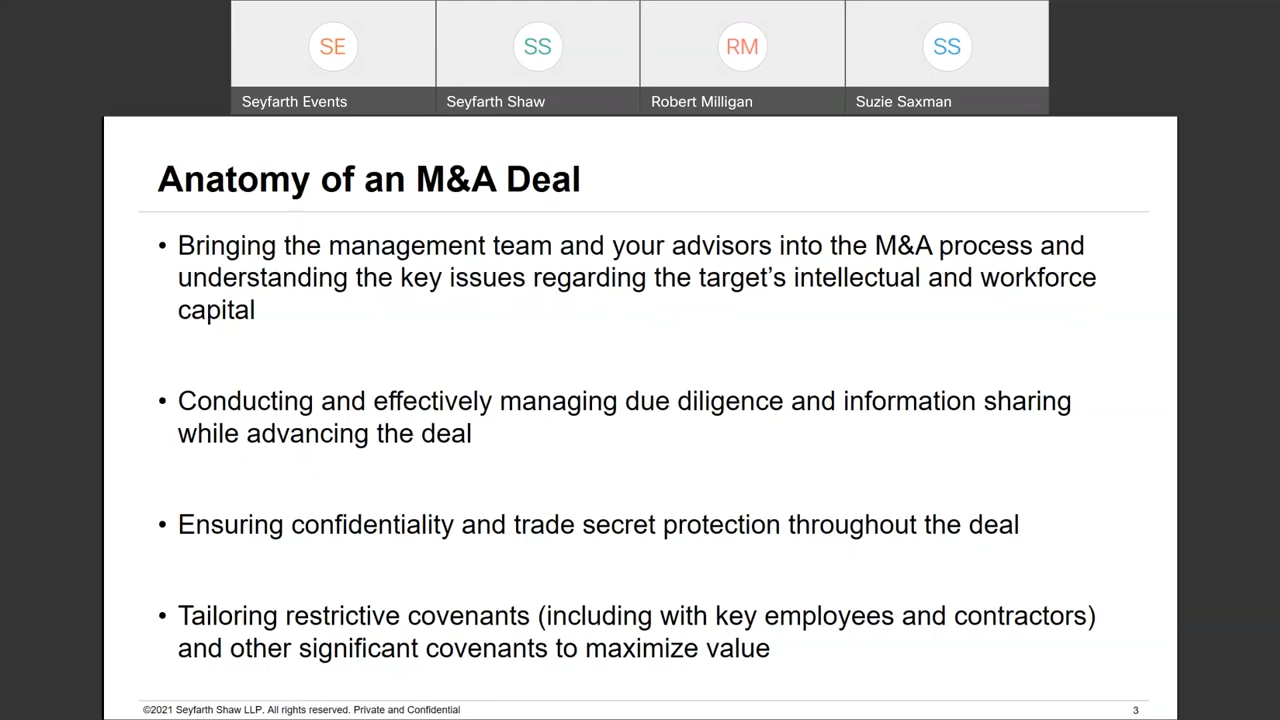 SE
SS
RM
SS
Seyfarth Events
Seyfarth Shaw
Robert Milligan
Suzie Saxman
Anatomy of an M&A Deal
• Bringing the management team and your advisors into the M&A process and
understanding the key issues regarding the target’s intellectual and workforce
capital
• Conducting and effectively managing due diligence and information sharing
while advancing the deal
• Ensuring confidentiality and trade secret protection throughout the deal
• Tailoring restrictive covenants (including with key employees and contractors)
and other significant covenants to maximize value
©2021 Seyfarth Shaw LLP. All rights reserved. Private and Confidential
3